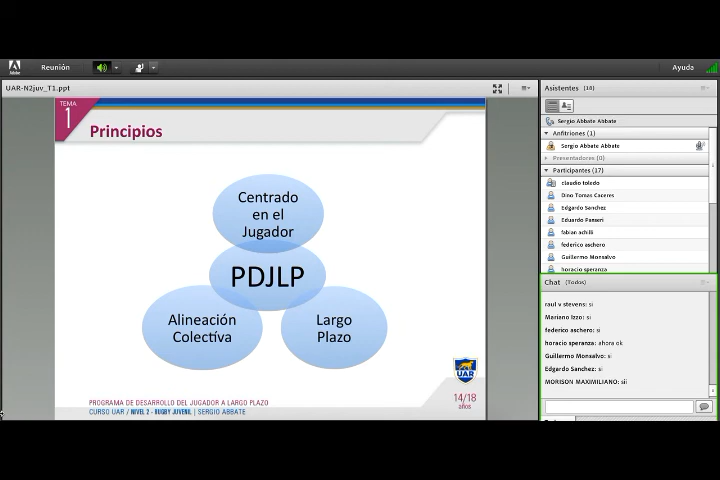 Adobe
Reunión
Ayuda
UAR-N2juv_T1.ppt
TEMA
1
Principios
Centrado
en el
Jugador
PDJLP
Alineación
Colectiva
Largo
Plazo
UAR
PROGRAMA DE DESARROLLO DEL JUGADOR A LARGO PLAZO
CURSO UAR / NIVEL 2 - RUGBY JUVENIL | SERGIO ABBATE
14/18
años
Asistentes (18)
Sergio Abbate Abbate
Anfitriones (1)
Sergio Abbate Abbate
Presentadores (0)
Participantes (17)
claudio toledo
Dino Tomas Caceres
Edgardo Sanchez
Eduardo Fanseri
fabian achilli
federico aschero
Guillermo Monsalvo
horacio speranza
Chat (Todos)
raul v stevens: si
Mariano Izzo: si
federico aschero: si
horacio speranza: ahora ok
Guillermo Monsalvo: si
Edgardo Sanchez: si
MORISON MAXIMILIANO: sii